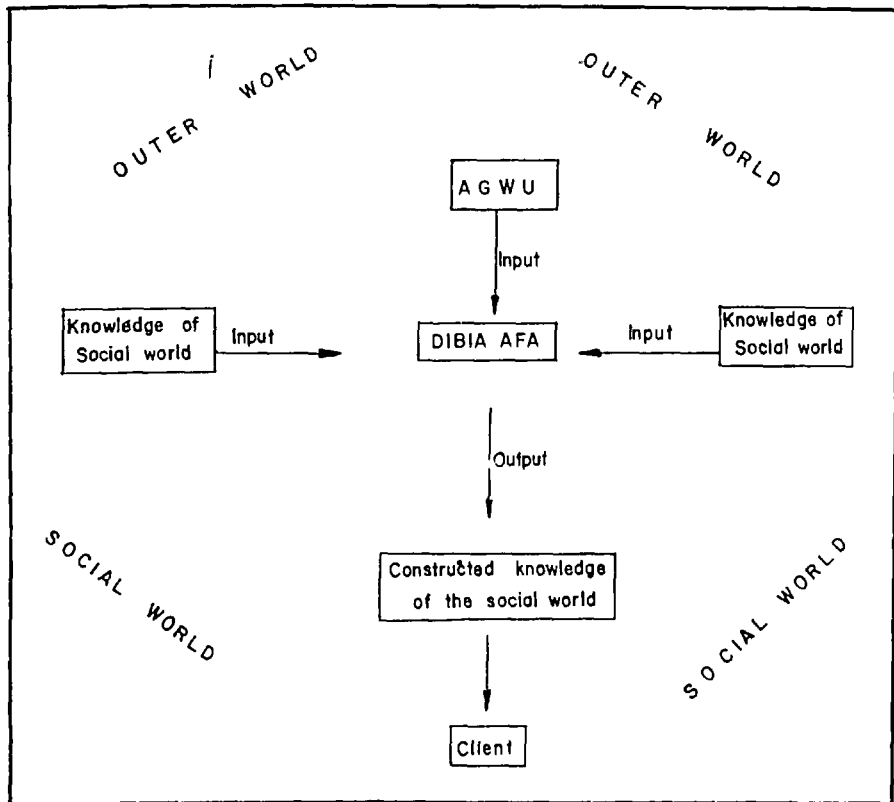 OUTER WORLD
OUTER WORLD
AGWU
Input
Knowledge of
Social world
Input
DIBIA AFA
Input
Knowledge of
Social world
Output
SOCIAL WORLD
Constructed knowledge
of the social world
SOCIAL WORLD
Client